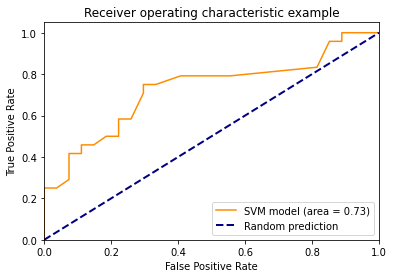 Receiver operating characteristic example
True Positive Rate
1.0
0.8
0.6
0.4
0.2
0.0
SVM model (area = 0.73)
Random prediction
0.0 0.2 0.4 0.6 0.8 1.0
False Positive Rate